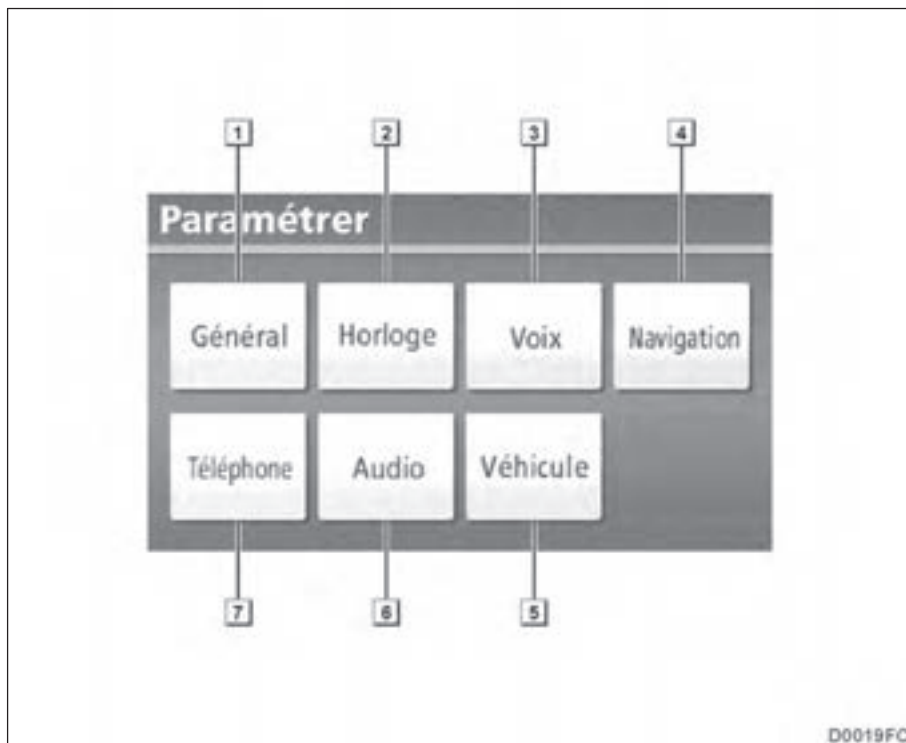 1 2 3 4
Paramétrer
Général Horloge Voix Navigation
Téléphone Audio Véhicule
7 6 5
D0019FC